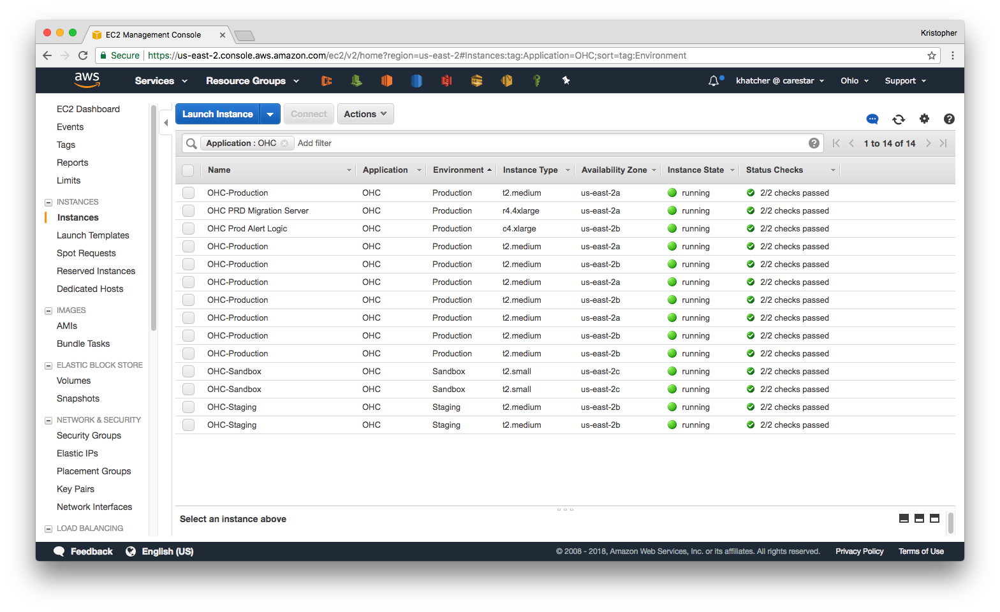 EC2 Management Console
Kristopher
Secure https://us-east-2.console.aws.amazon.com/ec2/v2/home?region=us-east-2#Instances:tag:Application=OHC;sort=tag:Environment
aws Services Resource Groups khatcher @ carestar Ohio Support
EC2 Dashboard
Events
Tags
Reports
Limits
INSTANCES
Instances
Launch Templates
Spot Requests
Reserved Instances
Dedicated Hosts
IMAGES
AMIs
Bundle Tasks
ELASTIC BLOCK STORE
Volumes
Snapshots
NETWORK & SECURITY
Security Groups
Elastic IPs
Placement Groups
Key Pairs
Network Interfaces
LOAD BALANCING
Launch Instance Connect Actions
Application : OHC Add filter 1 to 14 of 14
Name Application Environment Instance Type Availability Zone Instance State Status Checks
OHC-Production OHC Production t2.medium us-east-2a running 2/2 checks passed
OHC PRD Migration Server OHC Production r4.4xlarge us-east-2a running 2/2 checks passed
OHC Prod Alert Logic OHC Production c4.xlarge us-east-2b running 2/2 checks passed
OHC-Production OHC Production t2.medium us-east-2a running 2/2 checks passed
OHC-Production OHC Production t2.medium us-east-2b running 2/2 checks passed
OHC-Production OHC Production t2.medium us-east-2a running 2/2 checks passed
OHC-Production OHC Production t2.medium us-east-2b running 2/2 checks passed
OHC-Production OHC Production t2.medium us-east-2a running 2/2 checks passed
OHC-Production OHC Production t2.medium us-east-2b running 2/2 checks passed
OHC-Production OHC Production t2.medium us-east-2b running 2/2 checks passed
OHC-Sandbox OHC Sandbox t2.small us-east-2c running 2/2 checks passed
OHC-Sandbox OHC Sandbox t2.small us-east-2c running 2/2 checks passed
OHC-Staging OHC Staging t2.medium us-east-2b running 2/2 checks passed
OHC-Staging OHC Staging t2.medium us-east-2b running 2/2 checks passed
Select an instance above
Feedback English (US) © 2008 - 2018, Amazon Web Services, Inc. or its affiliates. All rights reserved. Privacy Policy Terms of Use